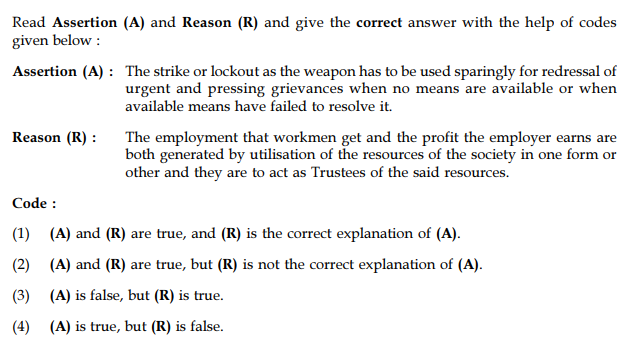 Read Assertion (A) and Reason (R) and give the correct answer with the help of codes
given below :
Assertion (A) : The strike or lockout as the weapon has to be used sparingly for redressal of
urgent and pressing grievances when no means are available or when
available means have failed to resolve it.
Reason (R) : The employment that workmen get and the profit the employer earns are
both generated by utilisation of the resources of the society in one form or
other and they are to act as Trustees of the said resources.
Code :
(1) (A) and (R) are true, and (R) is the correct explanation of (A).
(2) (A) and (R) are true, but (R) is not the correct explanation of (A).
(3) (A) is false, but (R) is true.
(4) (A) is true, but (R) is false.